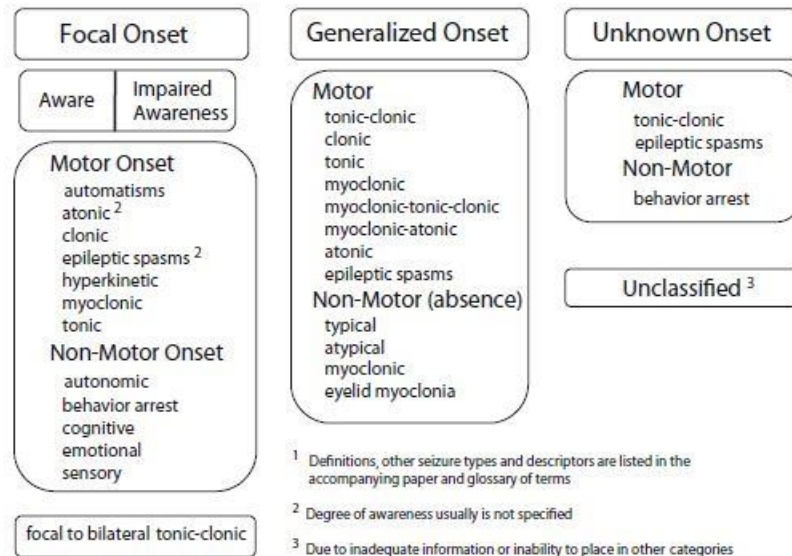 Focal Onset
Aware
Impaired
Awareness
Motor Onset
automatisms
atonic ²
clonic
epileptic spasms ²
hyperkinetic
myoclonic
tonic
Non-Motor Onset
autonomic
behavior arrest
cognitive
emotional
sensory
focal to bilateral tonic-clonic
Generalized Onset
Motor
tonic-clonic
clonic
tonic
myoclonic
myoclonic-tonic-clonic
myoclonic-atonic
atonic
epileptic spasms
Non-Motor (absence)
typical
atypical
myoclonic
eyelid myoclonia
Unknown Onset
Motor
tonic-clonic
epileptic spasms
Non-Motor
behavior arrest
Unclassified ³
¹ Definitions, other seizure types and descriptors are listed in the
accompanying paper and glossary of terms
² Degree of awareness usually is not specified
³ Due to inadequate information or inability to place in other categories